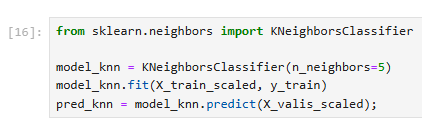 [16]: from sklearn.neighbors import KNeighborsClassifier
model_knn = KNeighborsClassifier(n_neighbors=5)
model_knn.fit(X_train_scaled, y_train)
pred_knn = model_knn.predict(X_valis_scaled);